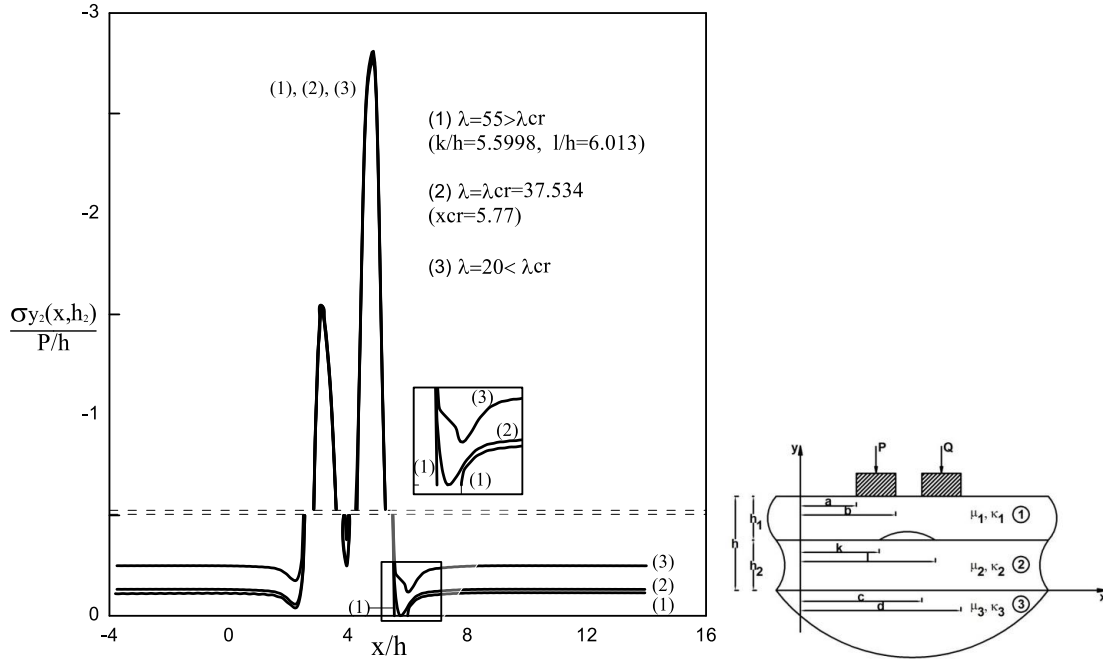 -3
(1), (2), (3)
(1) λ=55>λcr
(k/h=5.5998, l/h=6.013)
(2) λ=λcr=37.534
(xcr=5.77)
(3) λ=20< λcr
-2
σy₂(x,h₂)
P/h
-1
(3)
(2)
(1)
(1)
(3)
(2)
(1)
(1)
0
-4
0
4
8
12
16
x/h
y
P
Q
a
b
h₁
μ₁, κ₁ ①
h
k
l
h₂
μ₂, κ₂ ②
c
d
μ₃, κ₃ ③
x